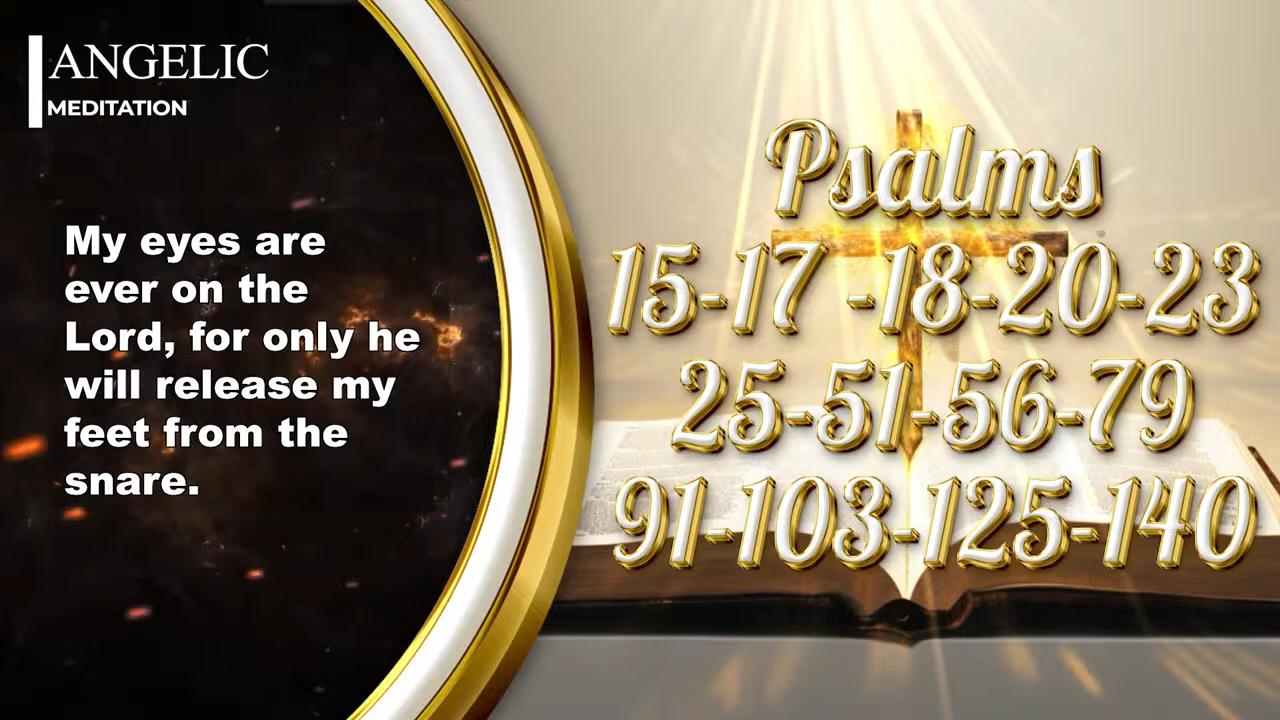 ANGELIC
MEDITATION
My eyes are
ever on the
Lord, for only he
will release my
feet from the
snare.
Psalms
15-17 -18-20-23
25-51-56-79
91-103-125-140